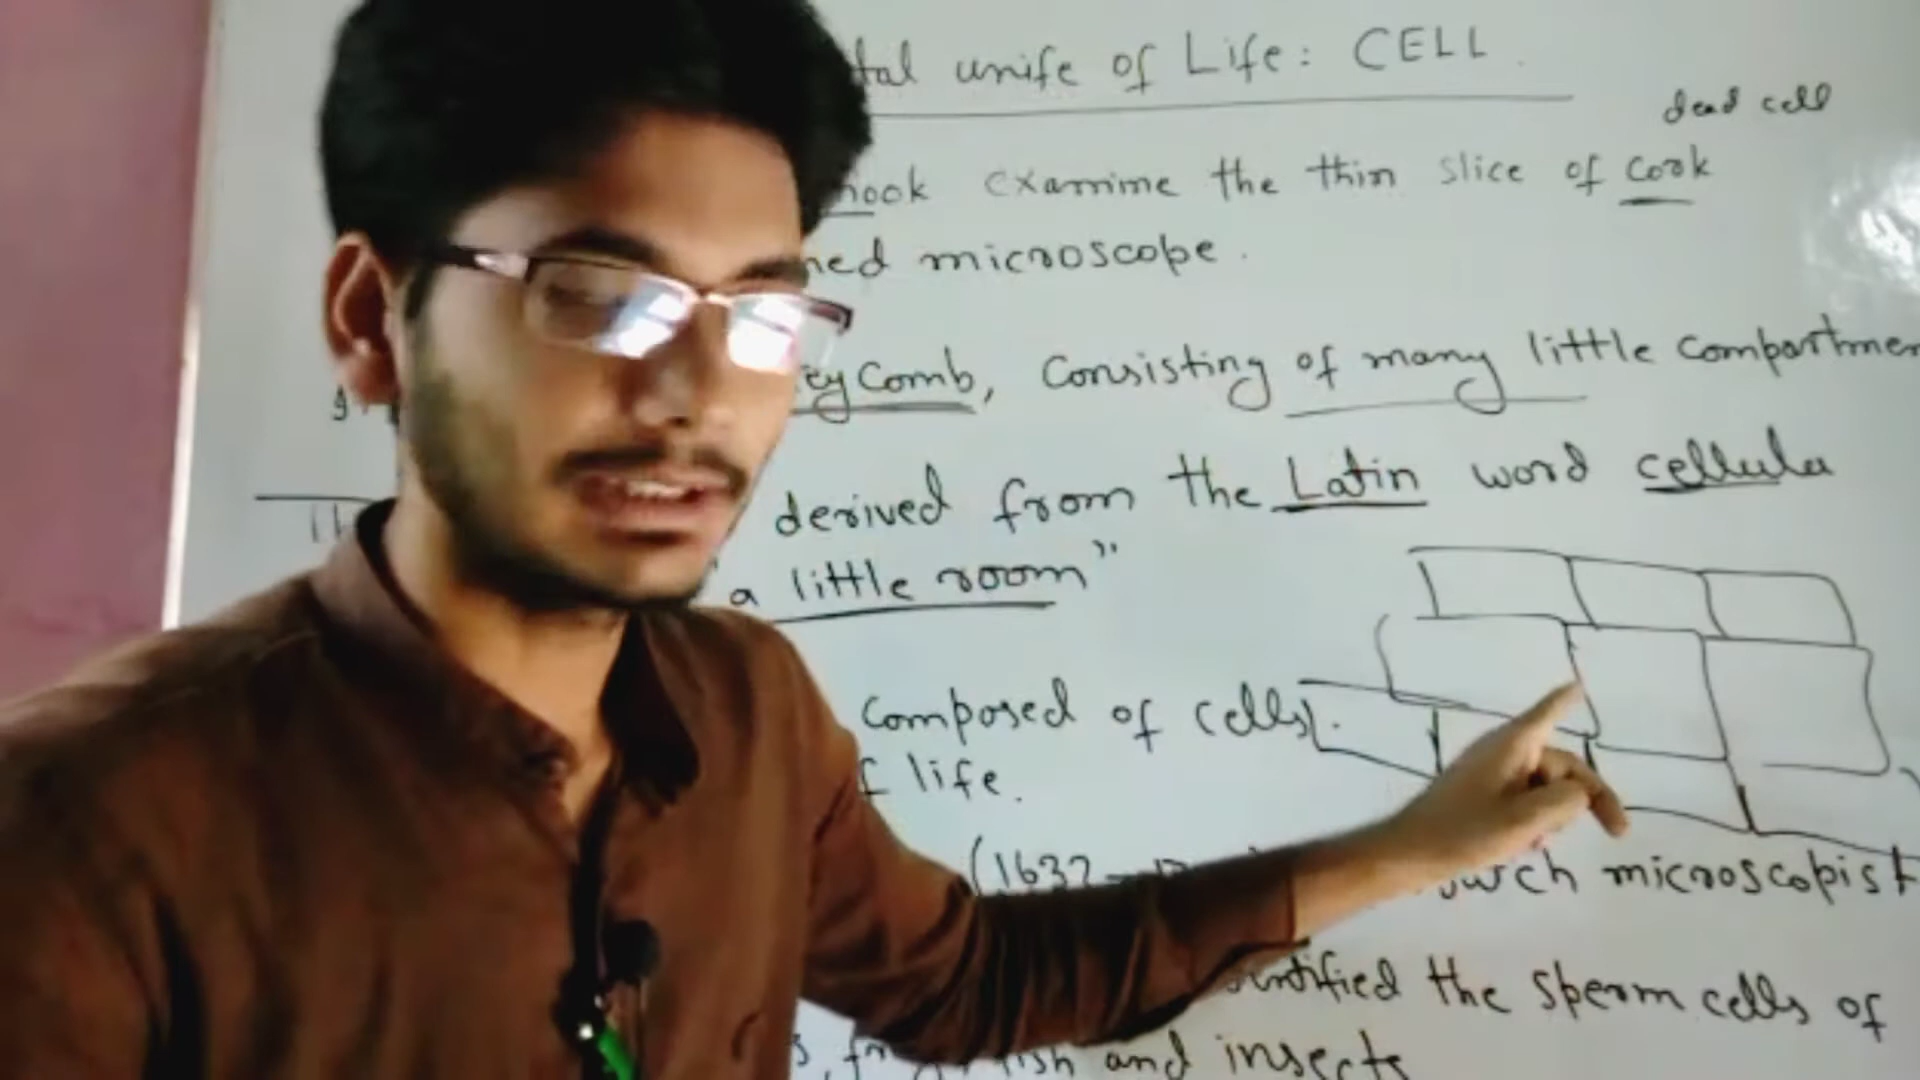 tal unife of Life: CELL
dead cell
hook examine the thin slice of cook
ned microscope.
ey Comb, Consisting of many little Compartmen
derived from the Latin word cellula
a little room"
Composed of cells.
f life.
(1632 – microscopist
the sperm cells of
fish and insects